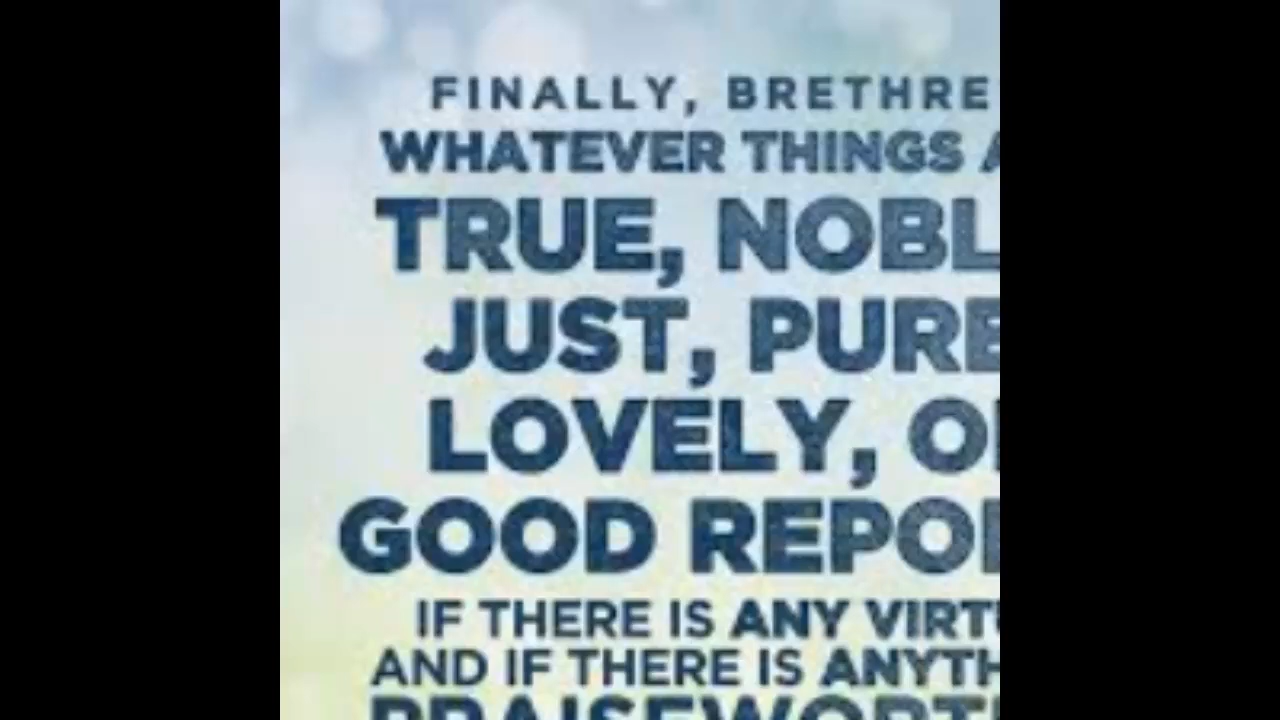 FINALLY, BRETHRE
WHATEVER THINGS A
TRUE, NOBL
JUST, PURE
LOVELY, O
GOOD REPO
IF THERE IS ANY VIRTU
AND IF THERE IS ANYTH
PRAISEWORT